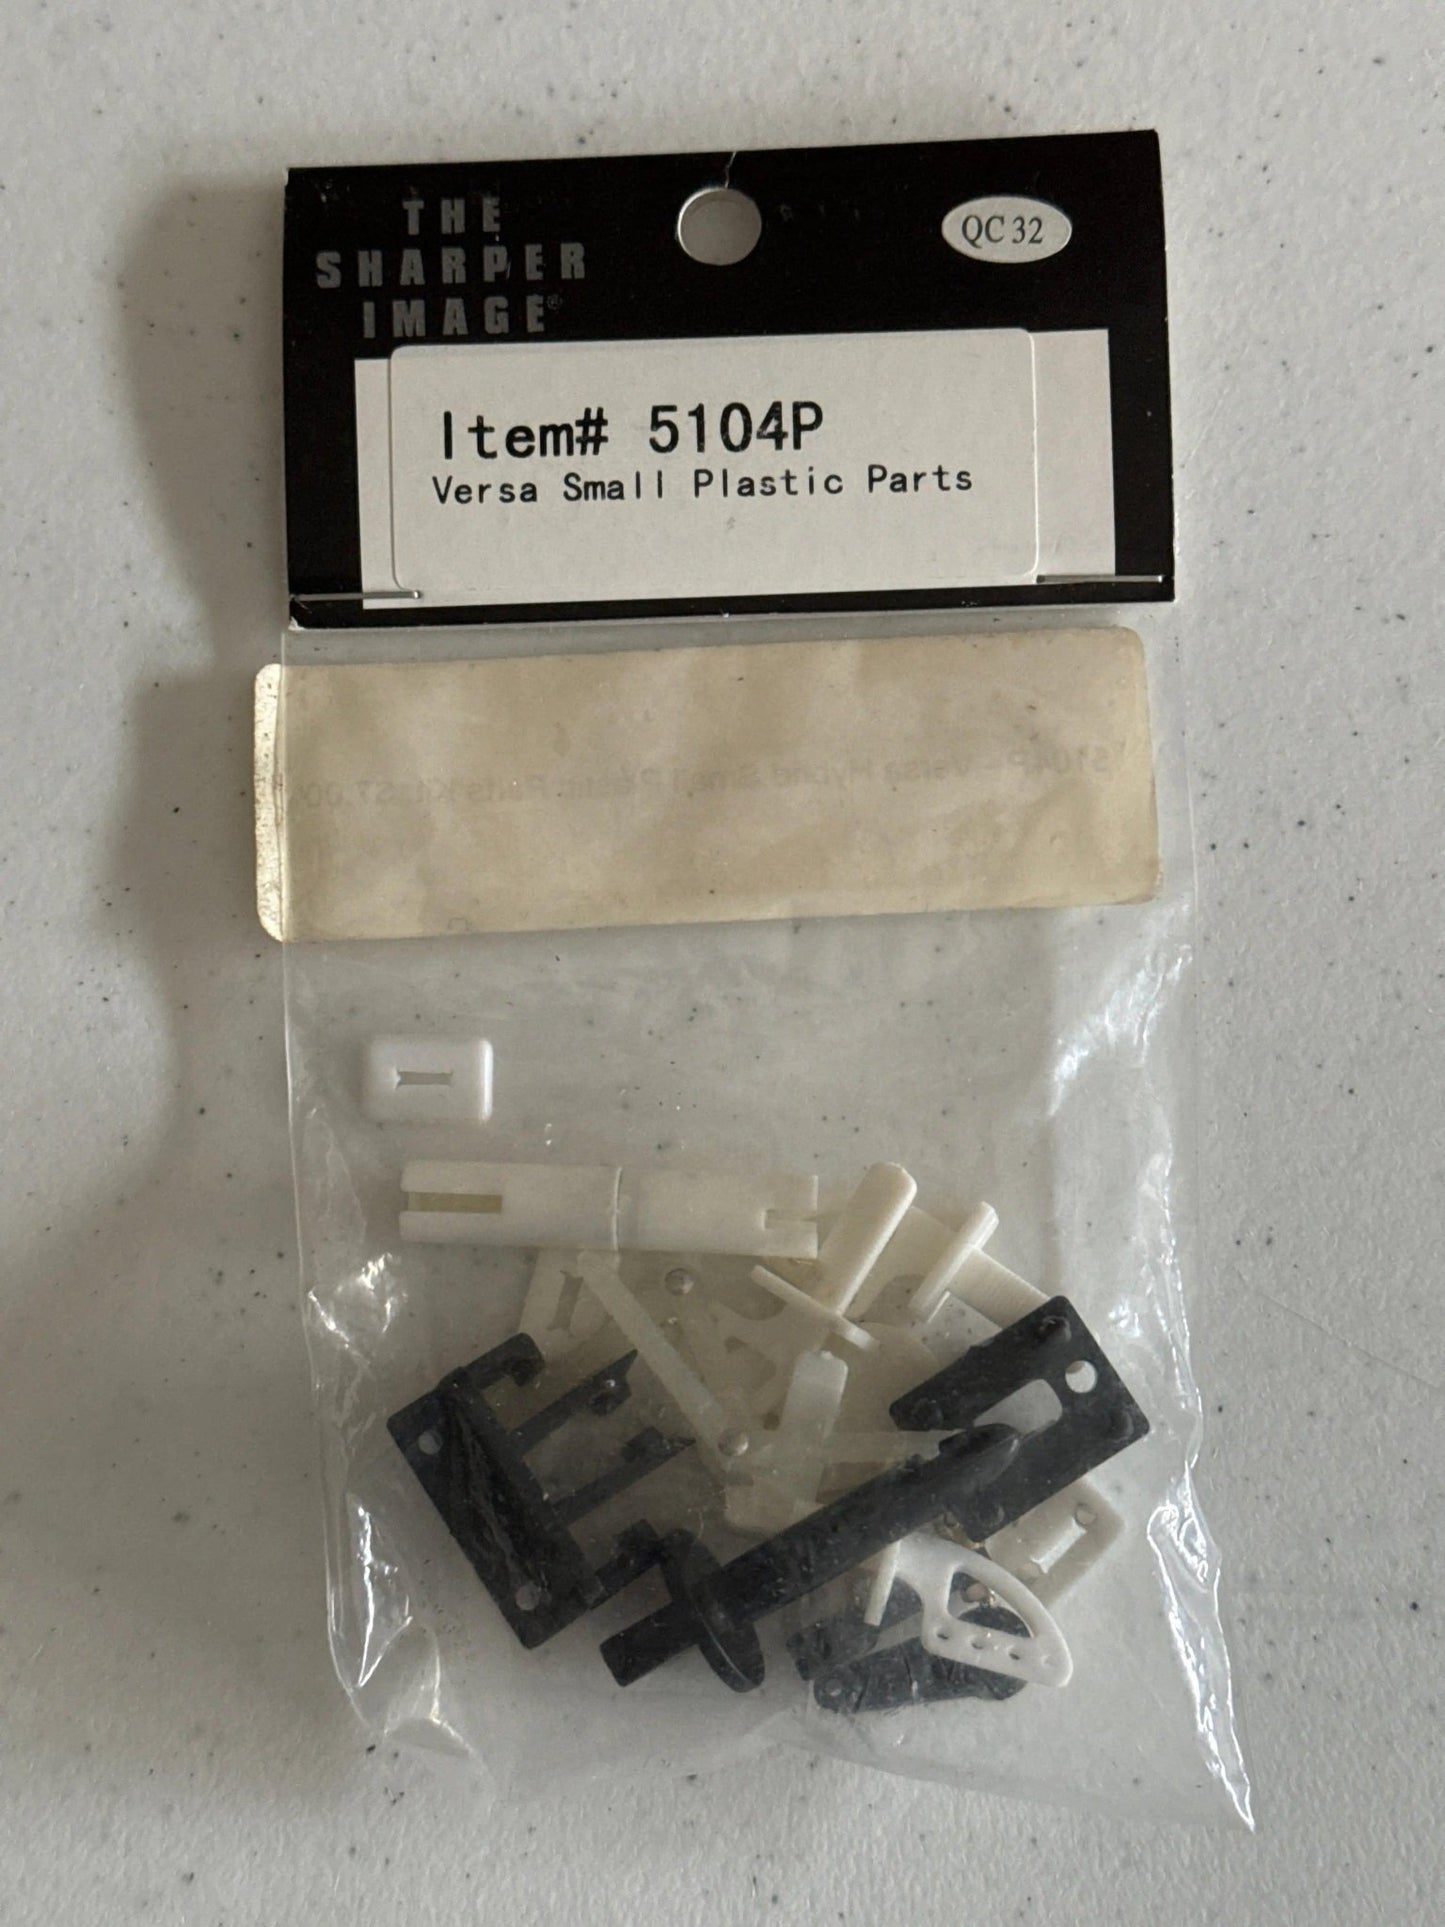 THE
SHARPER
IMAGE®
QC 32
Item# 5104P
Versa Small Plastic Parts